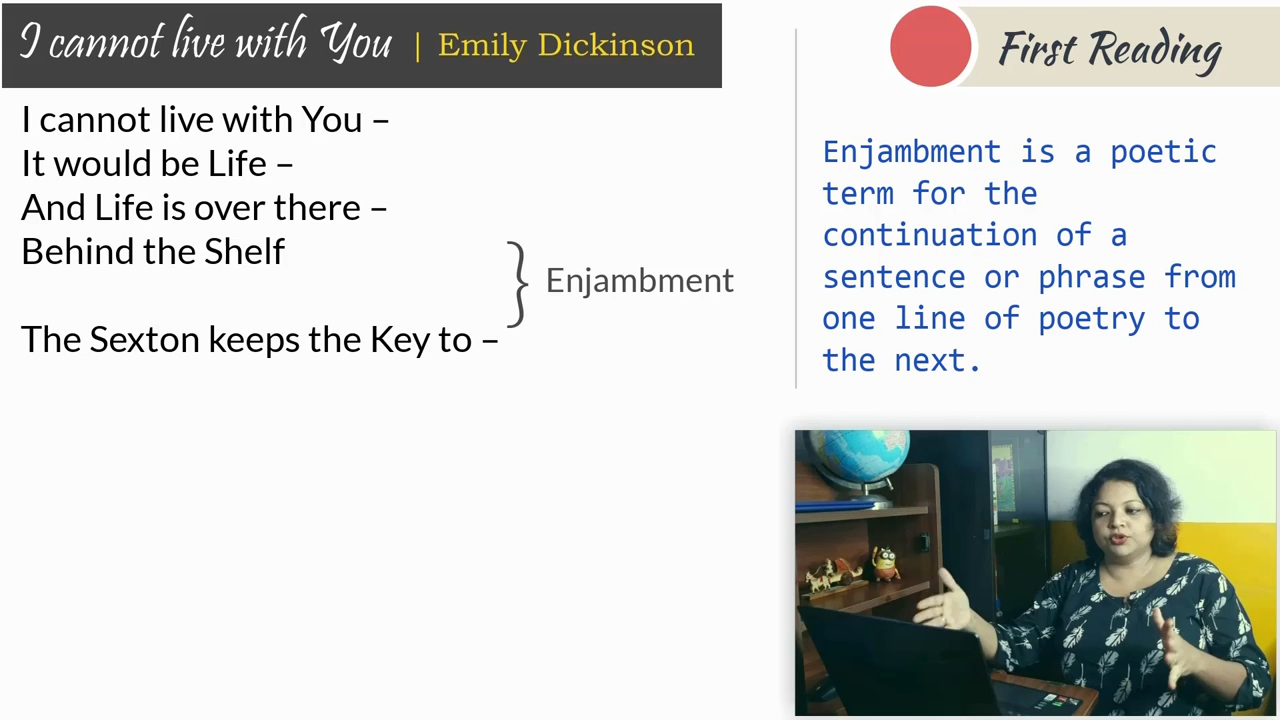 I cannot live with You | Emily Dickinson
I cannot live with You –
It would be Life –
And Life is over there –
Behind the Shelf
The Sexton keeps the Key to –
Enjambment
First Reading
Enjambment is a poetic
term for the
continuation of a
sentence or phrase from
one line of poetry to
the next.